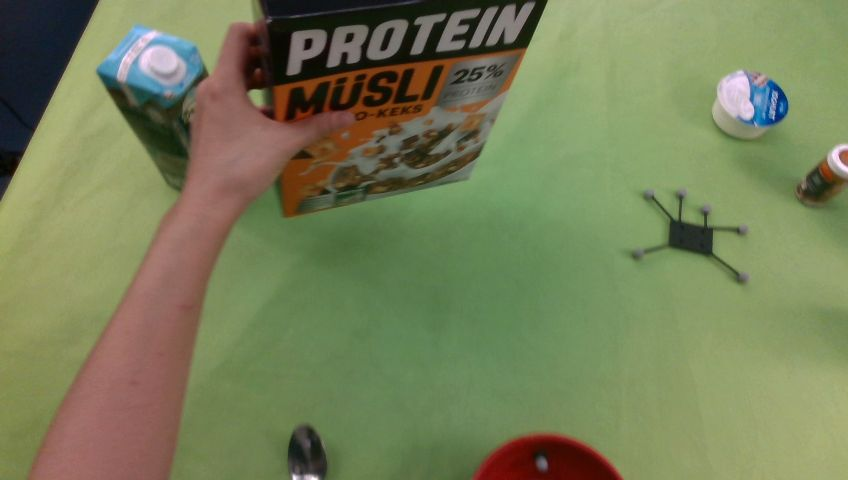 PROTEIN
MÜSLI
25%
PROTEIN
O-KEKS